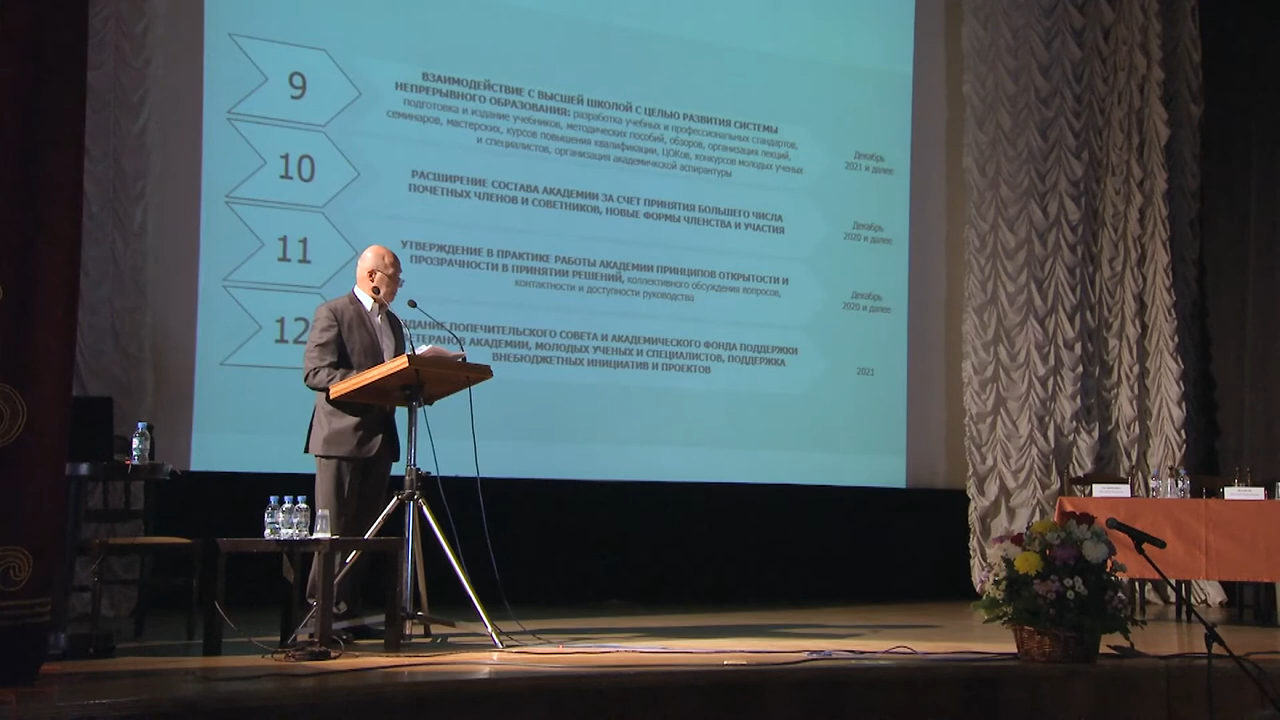 9
ВЗАИМОДЕЙСТВИЕ С ВЫСШЕЙ ШКОЛОЙ С ЦЕЛЬЮ РАЗВИТИЯ СИСТЕМЫ
НЕПРЕРЫВНОГО ОБРАЗОВАНИЯ: разработка учебных и профессиональных стандартов,
подготовка и издание учебников, методических пособий, обзоров, организация лекций,
семинаров, мастерских, курсов повышения квалификации, ЦОКов, конкурсов молодых ученых
и специалистов, организация академической аспирантуры
Декабрь
2021 и далее
10
РАСШИРЕНИЕ СОСТАВА АКАДЕМИИ ЗА СЧЕТ ПРИНЯТИЯ БОЛЬШЕГО ЧИСЛА
ПОЧЕТНЫХ ЧЛЕНОВ И СОВЕТНИКОВ, НОВЫЕ ФОРМЫ ЧЛЕНСТВА И УЧАСТИЯ
Декабрь
2020 и далее
11
УТВЕРЖДЕНИЕ В ПРАКТИКЕ РАБОТЫ АКАДЕМИИ ПРИНЦИПОВ ОТКРЫТОСТИ И
ПРОЗРАЧНОСТИ В ПРИНЯТИИ РЕШЕНИЙ, коллективного обсуждения вопросов,
контактности и доступности руководства
Декабрь
2020 и далее
12
ДАНИЕ ПОПЕЧИТЕЛЬСКОГО СОВЕТА И АКАДЕМИЧЕСКОГО ФОНДА ПОДДЕРЖКИ
ТЕРАНОВ АКАДЕМИИ, МОЛОДЫХ УЧЕНЫХ И СПЕЦИАЛИСТОВ, ПОДДЕРЖКА
ВНЕБЮДЖЕТНЫХ ИНИЦИАТИВ И ПРОЕКТОВ
2021